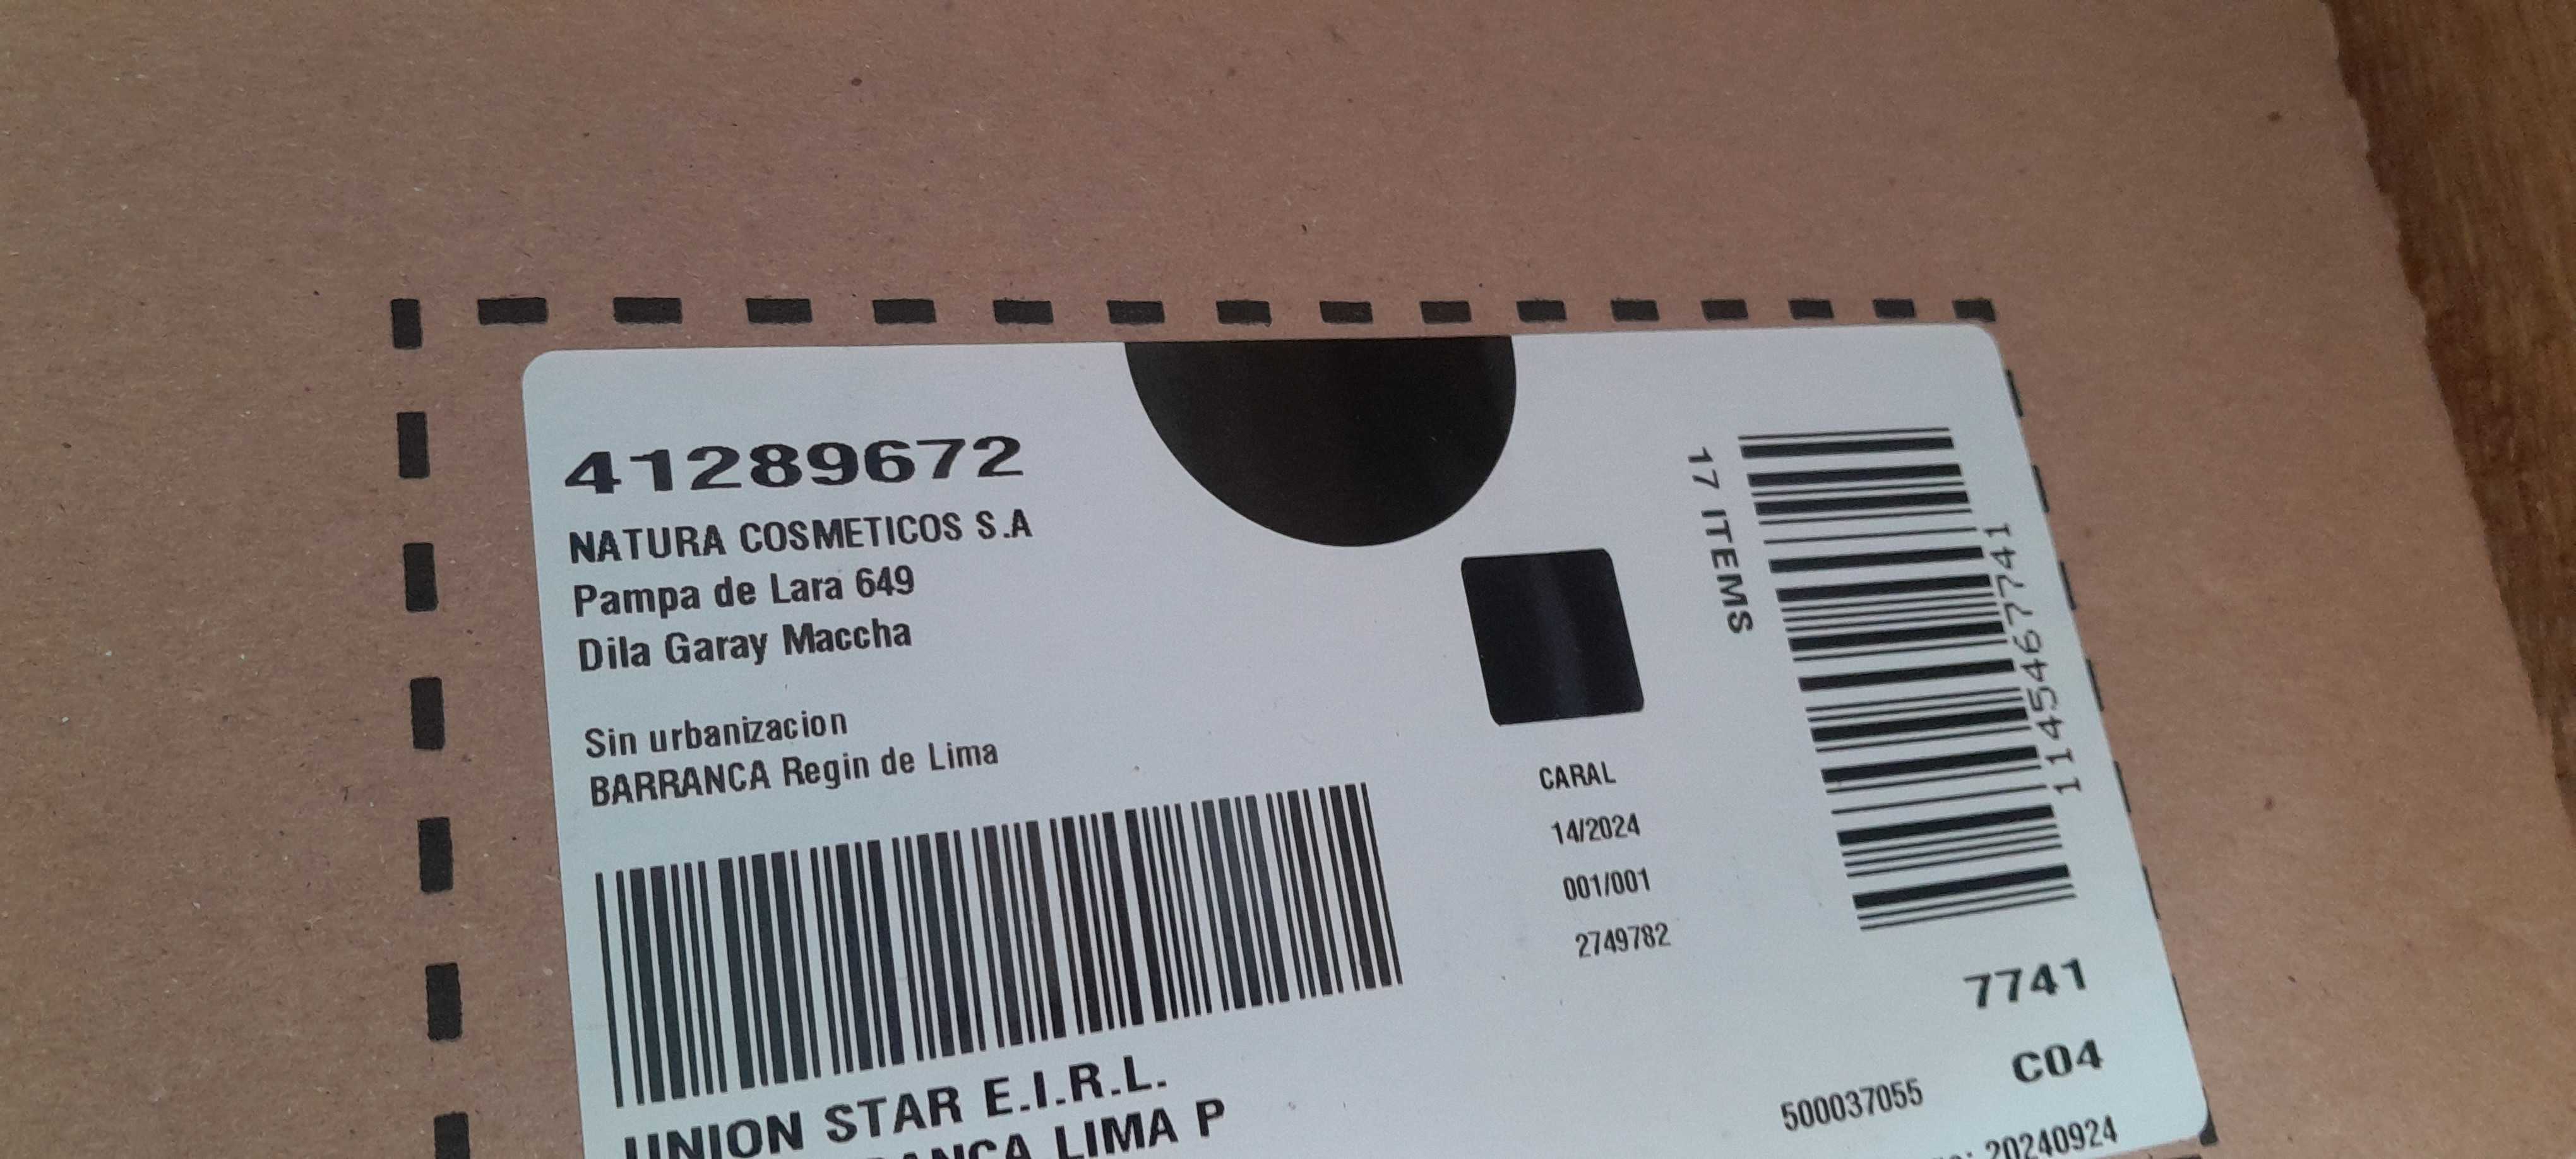 41289672
NATURA COSMETICOS S.A
Pampa de Lara 649
Dila Garay Maccha
Sin urbanizacion
BARRANCA Regin de Lima
UNION STAR E.I.R.L.
LIMA P
CARAL
14/2024
001/001
2749782
17 ITEMS
1145467741
7741
C04
500037055
20240924